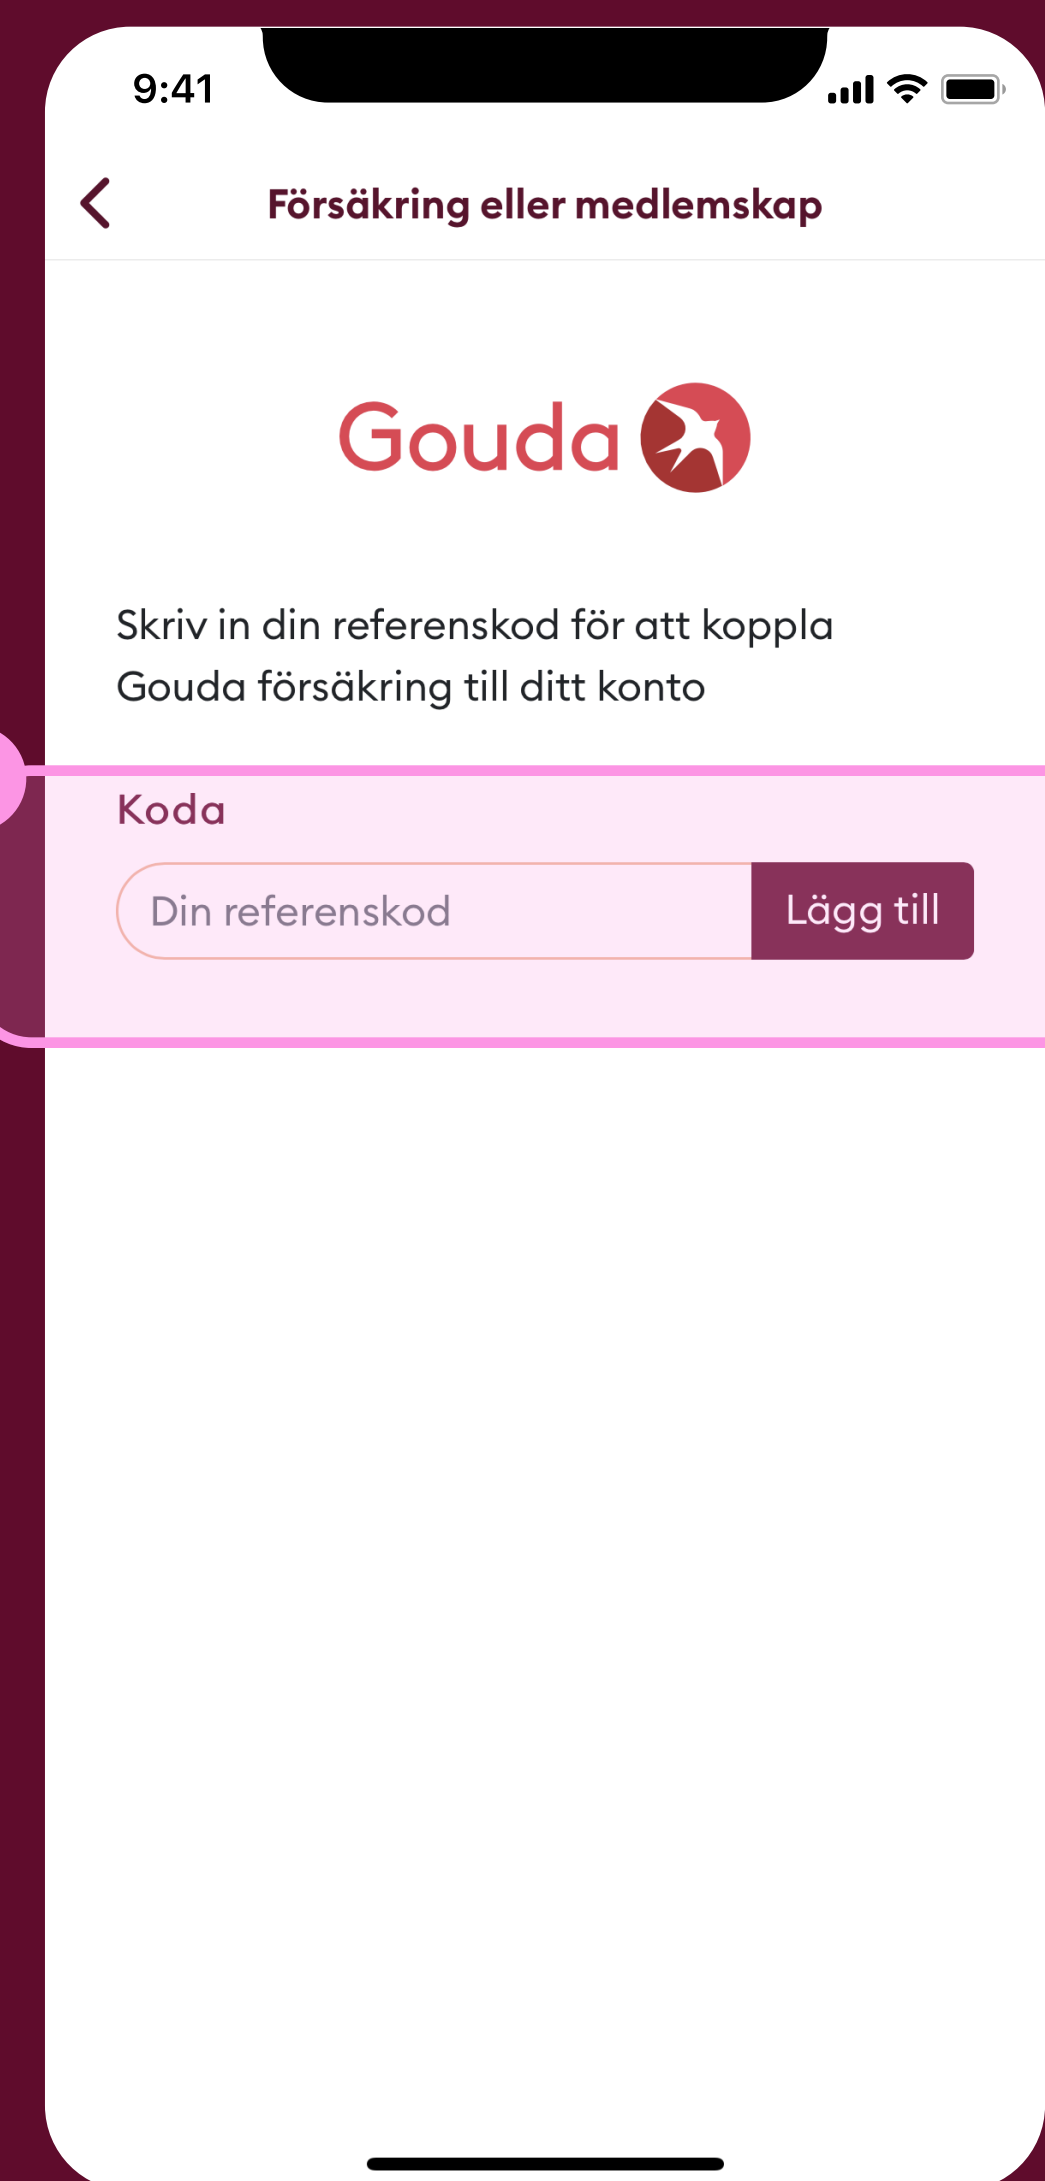 9:41
Försäkring eller medlemskap
Gouda
Skriv in din referenskod för att koppla
Gouda försäkring till ditt konto
Koda
Din referenskod
Lägg till